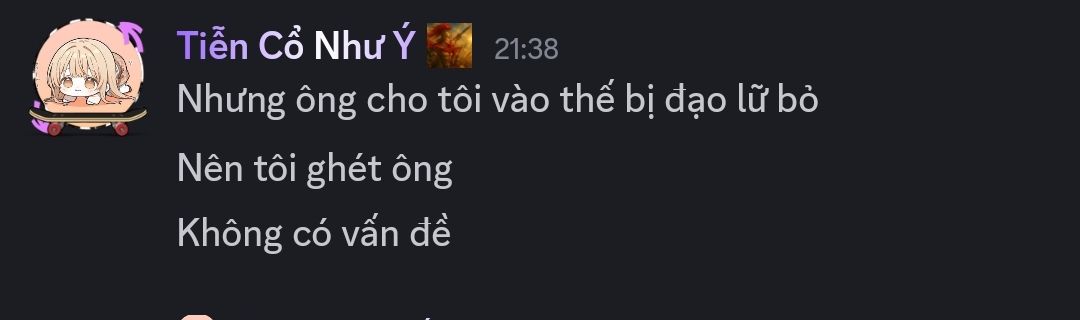 Tiễn Cổ Như Ý 21:38
Nhưng ông cho tôi vào thế bị đạo lữ bỏ
Nên tôi ghét ông
Không có vấn đề